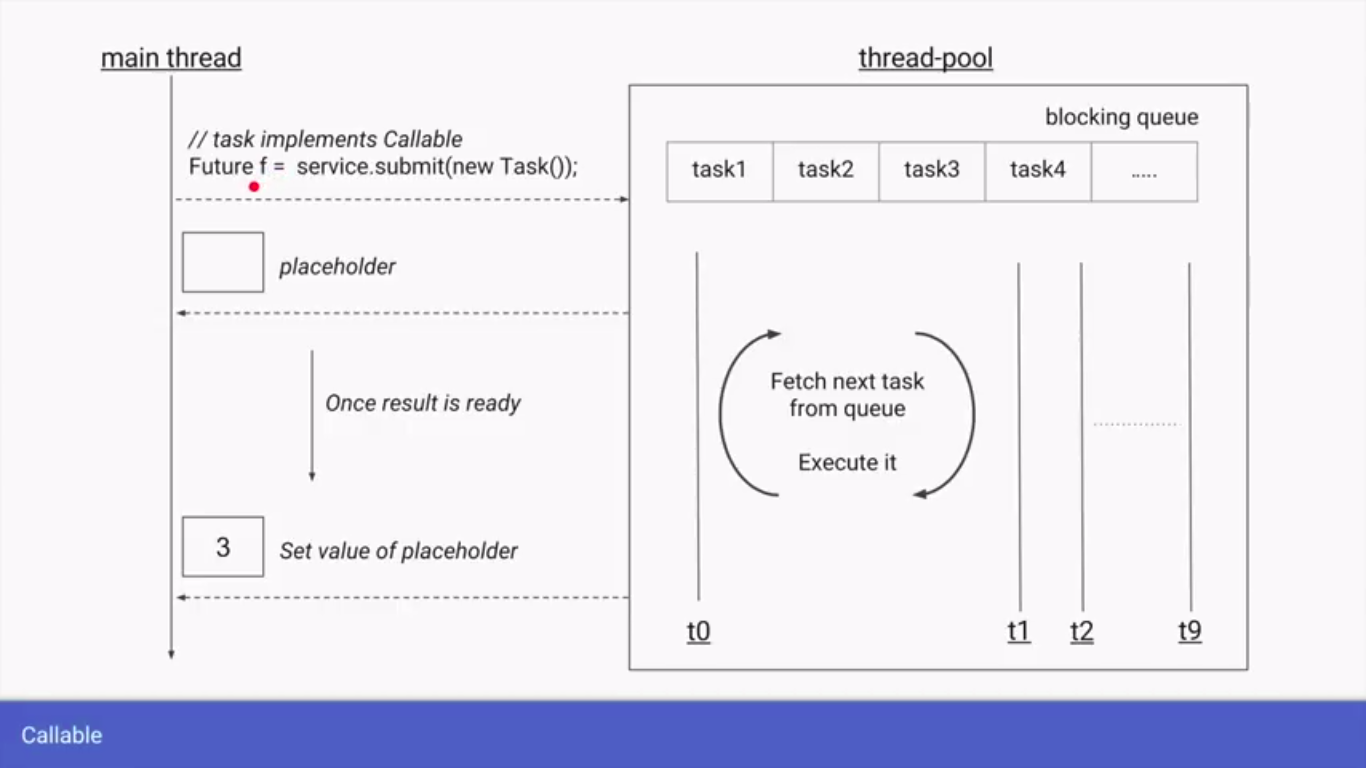 main thread
// task implements Callable
Future f = service.submit(new Task());
placeholder
Once result is ready
3
Set value of placeholder
thread-pool
blocking queue
task1 task2 task3 task4 .....
Fetch next task
from queue
Execute it
t0 t1 t2 t9
Callable